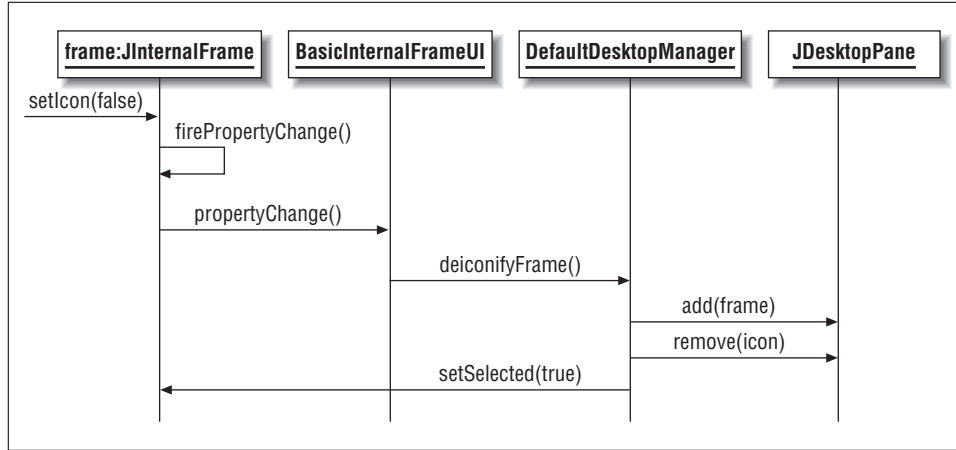 frame:JInternalFrame
BasicInternalFrameUI
DefaultDesktopManager
JDesktopPane
setIcon(false)
firePropertyChange()
propertyChange()
deiconifyFrame()
add(frame)
remove(icon)
setSelected(true)